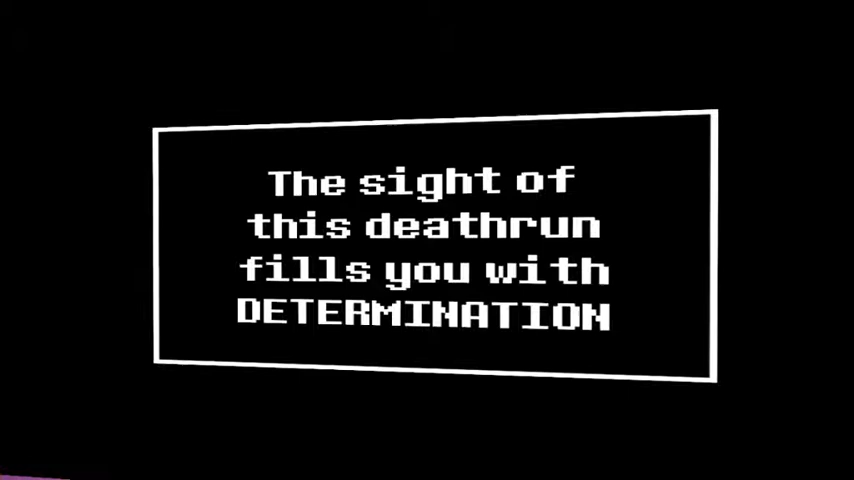 The sight of
this deathrun
fills you with
DETERMINATION